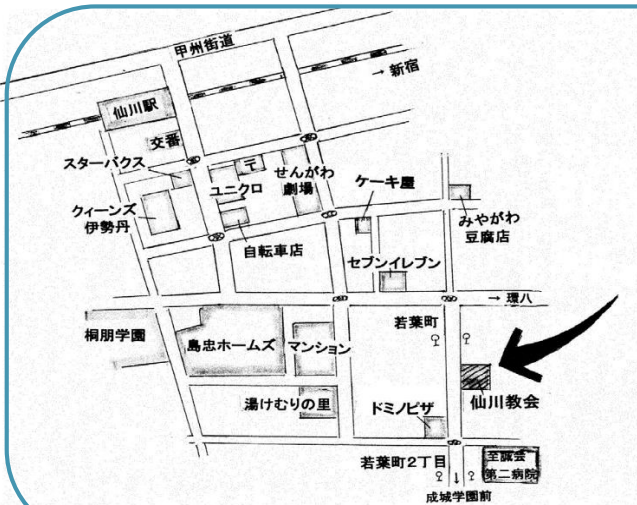 甲州街道
→ 新宿
仙川駅
交番
スターバクス
〒
せんがわ
劇場
ユニクロ
ケーキ屋
クィーンズ
伊勢丹
みやがわ
豆腐店
自転車店
セブンイレブン
→ 環八
桐朋学園
島忠ホームズ
マンション
若葉町
湯けむりの里
ドミノピザ
仙川教会
若葉町2丁目
至誠会
第二病院
↓
成城学園前